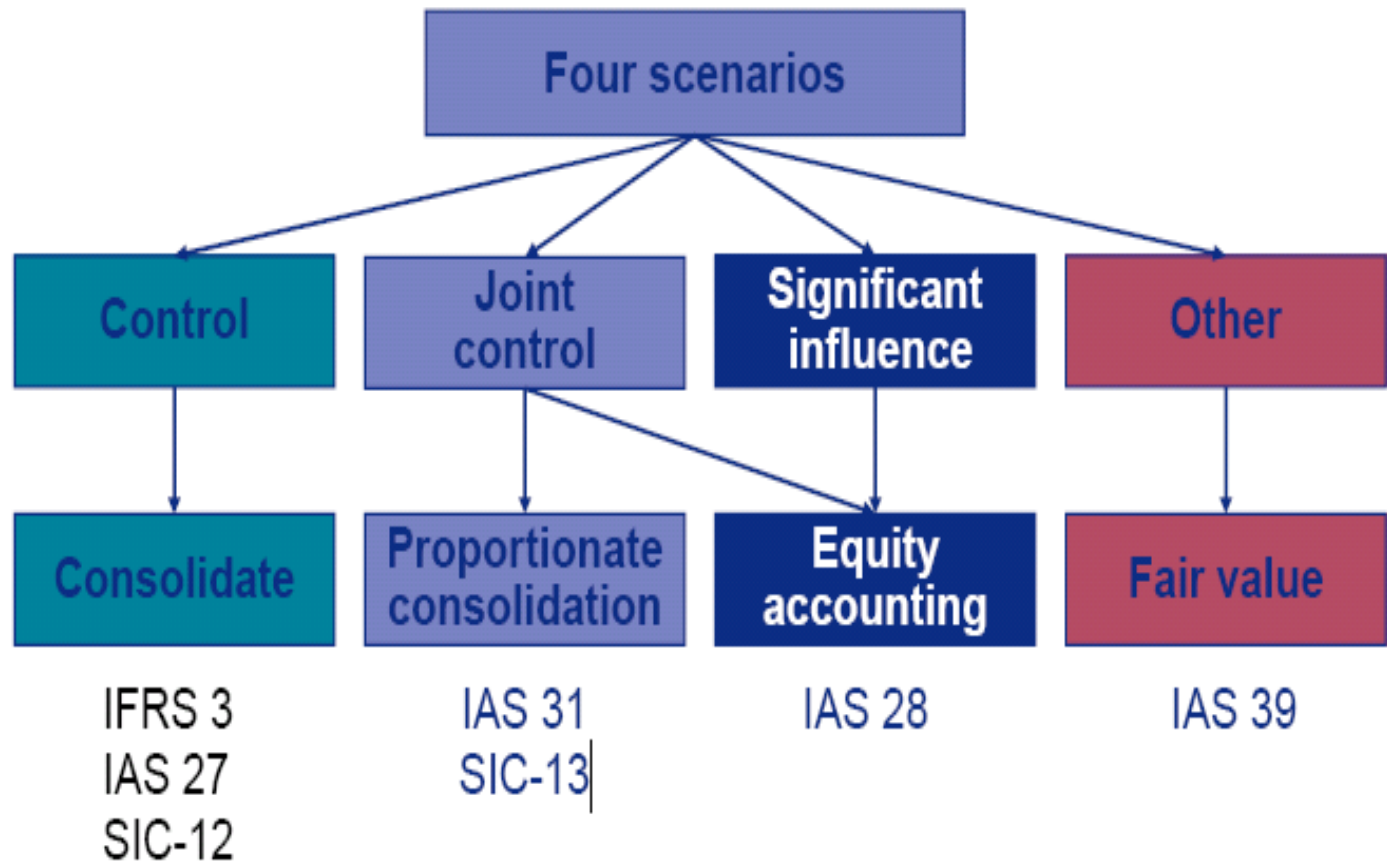 Four scenarios
Control
Joint
control
Significant
influence
Other
Consolidate
Proportionate
consolidation
Equity
accounting
Fair value
IFRS 3
IAS 27
SIC-12
IAS 31
SIC-13
IAS 28
IAS 39